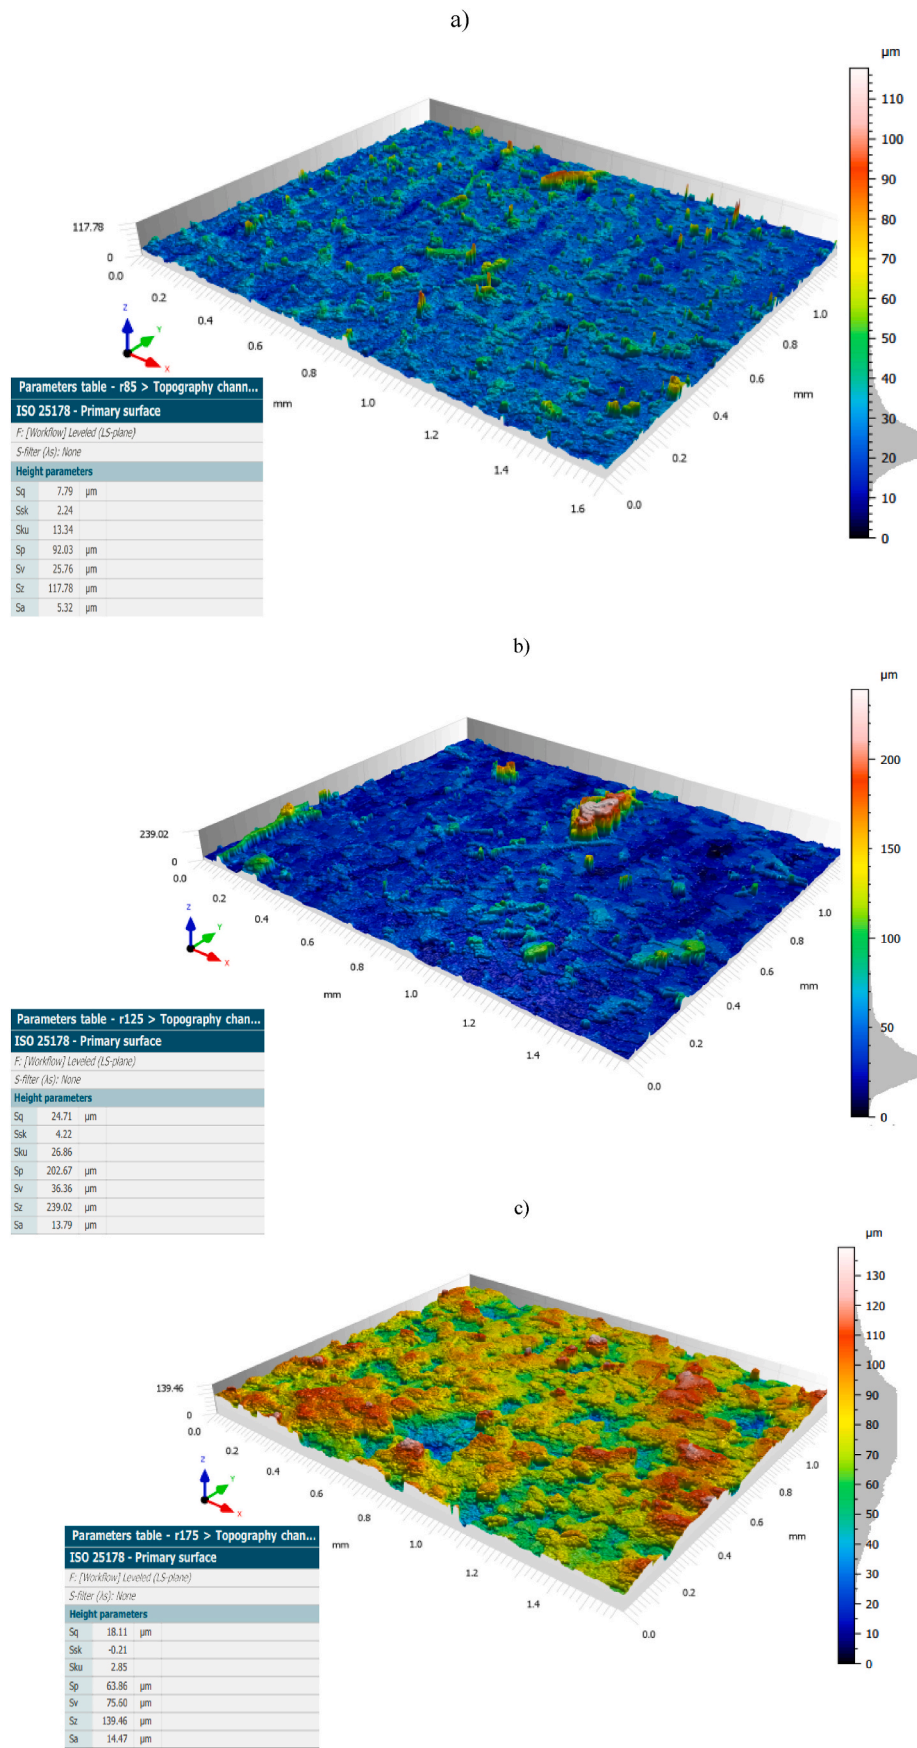 a)
µm
110
100
90
80
70
60
50
40
30
20
10
0
117.78
0
0.0
0.2
0.4
0.6
0.8
mm
1.0
1.2
1.4
1.6
0.0
0.2
0.4
0.6
mm
0.8
1.0
Z
Y
X
Parameters table - r85 > Topography chann...
ISO 25178 - Primary surface
F: [Workflow] Leveled (LS-plane)
S-filter (λs): None
Height parameters
Sq 7.79 µm
Ssk 2.24
Sku 13.34
Sp 92.03 µm
Sv 25.76 µm
Sz 117.78 µm
Sa 5.32 µm
b)
µm
200
150
100
50
0
239.02
0
0.0
0.2
0.4
0.6
0.8
mm
1.0
1.2
1.4
0.0
0.2
0.4
mm
0.6
0.8
1.0
Z
Y
X
Parameters table - r125 > Topography chan...
ISO 25178 - Primary surface
F: [Workflow] Leveled (LS-plane)
S-filter (λs): None
Height parameters
Sq 24.71 µm
Ssk 4.22
Sku 26.86
Sp 202.67 µm
Sv 36.36 µm
Sz 239.02 µm
Sa 13.79 µm
c)
µm
130
120
110
100
90
80
70
60
50
40
30
20
10
0
139.46
0
0.0
0.2
0.4
0.6
0.8
mm
1.0
1.2
1.4
0.0
0.2
0.4
mm
0.6
0.8
1.0
Z
Y
X
Parameters table - r175 > Topography chan...
ISO 25178 - Primary surface
F: [Workflow] Leveled (LS-plane)
S-filter (λs): None
Height parameters
Sq 18.11 µm
Ssk -0.21
Sku 2.85
Sp 63.86 µm
Sv 75.60 µm
Sz 139.46 µm
Sa 14.47 µm